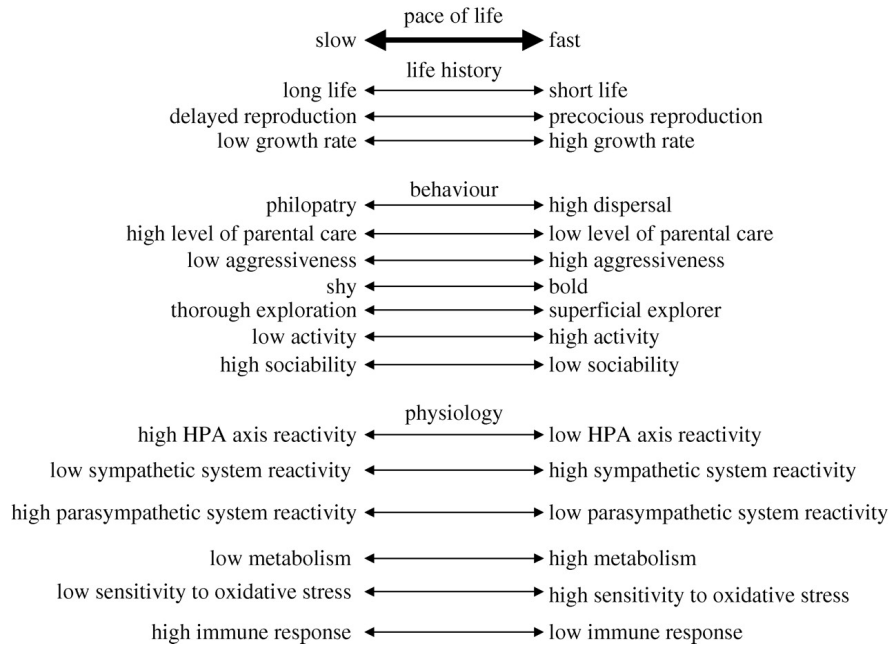 pace of life
slow fast
life history
long life short life
delayed reproduction precocious reproduction
low growth rate high growth rate
behaviour
philopatry high dispersal
high level of parental care low level of parental care
low aggressiveness high aggressiveness
shy bold
thorough exploration superficial explorer
low activity high activity
high sociability low sociability
physiology
high HPA axis reactivity low HPA axis reactivity
low sympathetic system reactivity high sympathetic system reactivity
high parasympathetic system reactivity low parasympathetic system reactivity
low metabolism high metabolism
low sensitivity to oxidative stress high sensitivity to oxidative stress
high immune response low immune response